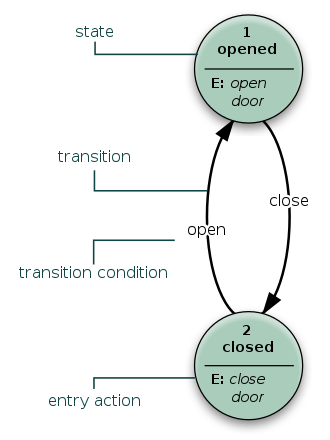 state
1
opened
E: open
door
transition
close
open
transition condition
2
closed
E: close
door
entry action